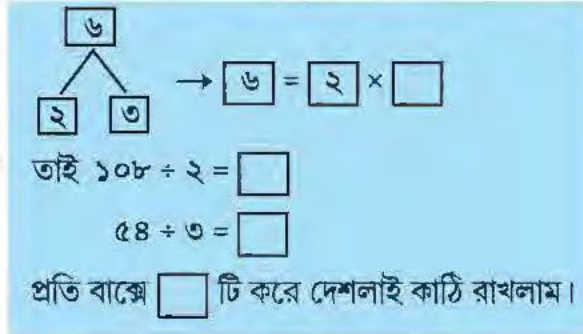 ৬
২ ৩ → ৬ = ২ ×
তাই ১০৮ ÷ ২ =
৫৪ ÷ ৩ =
প্রতি বাক্সে টি করে দেশলাই কাঠি রাখলাম।